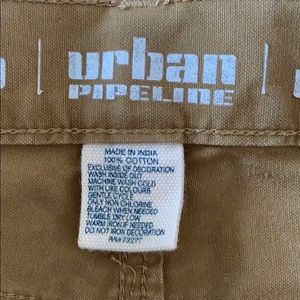 urban
PIPELINE
MADE IN INDIA
100% COTTON
EXCLUSIVE OF DECORATION
WASH INSIDE OUT
MACHINE WASH COLD
WITH LIKE COLOURS
GENTLE CYCLE
ONLY NON CHLORINE
BLEACH WHEN NEEDED
TUMBLE DRY LOW
WARM IRON IF NEEDED
DO NOT IRON DECORATION